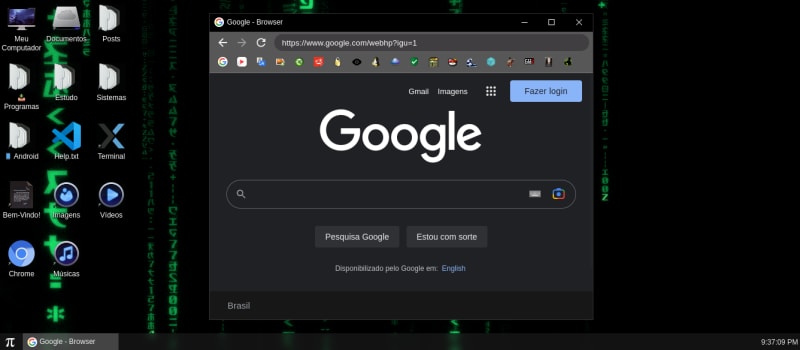 Meu
Computador
Documentos
Posts
Programas
Estudo
Sistemas
Android
Help.txt
Terminal
Bem-Vindo!
Imagens
Vídeos
Chrome
Músicas
Google - Browser
https://www.google.com/webhp?igu=1
Gmail Imagens
Fazer login
Google
Pesquisa Google
Estou com sorte
Disponibilizado pelo Google em: English
Brasil
π
Google - Browser
9:37:09 PM